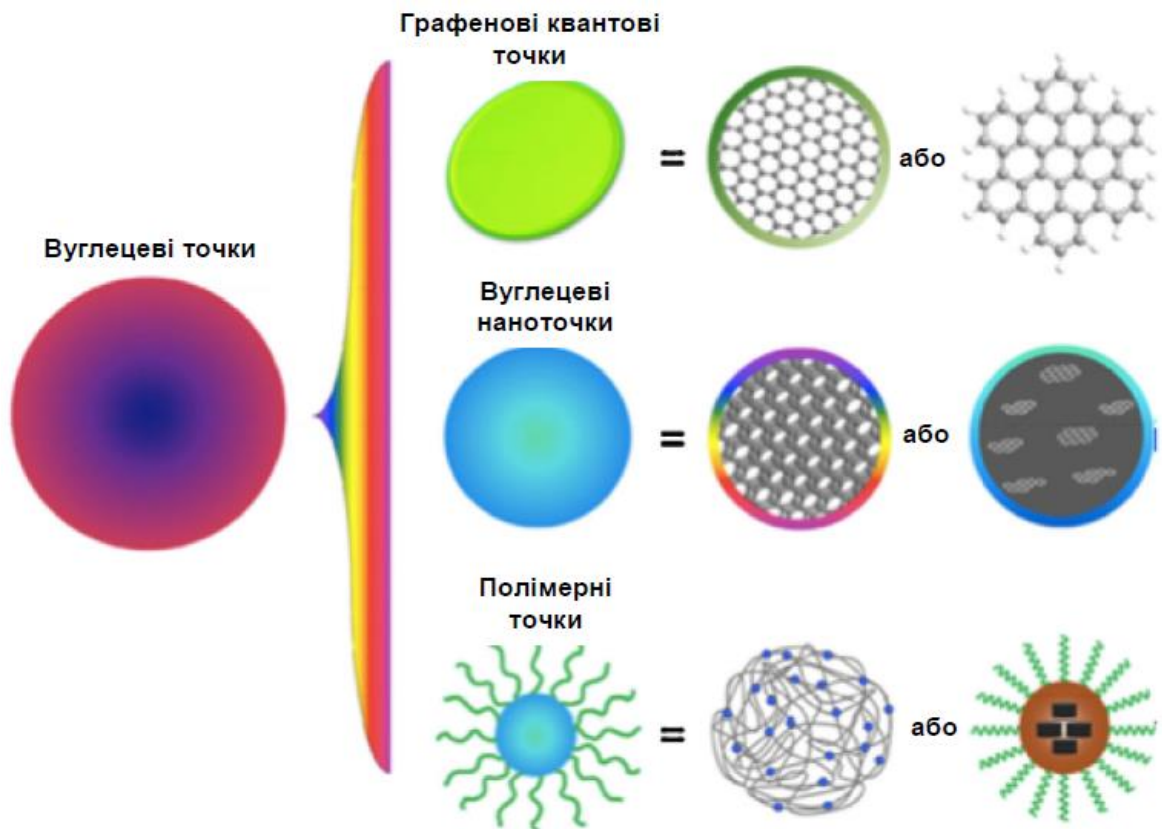 Графенові квантові
точки
або
Вуглецеві точки
Вуглецеві
наноточки
або
Полімерні
точки
або